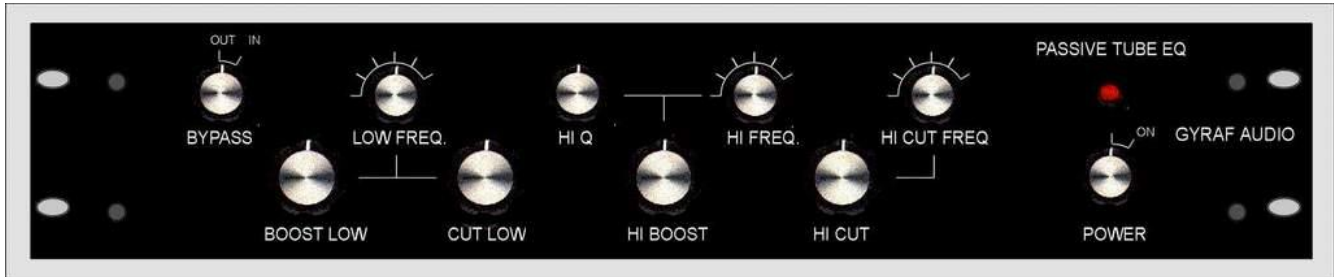 OUT IN
PASSIVE TUBE EQ
BYPASS
LOW FREQ.
HI Q
HI FREQ.
HI CUT FREQ
ON
GYRAF AUDIO
BOOST LOW
CUT LOW
HI BOOST
HI CUT
POWER